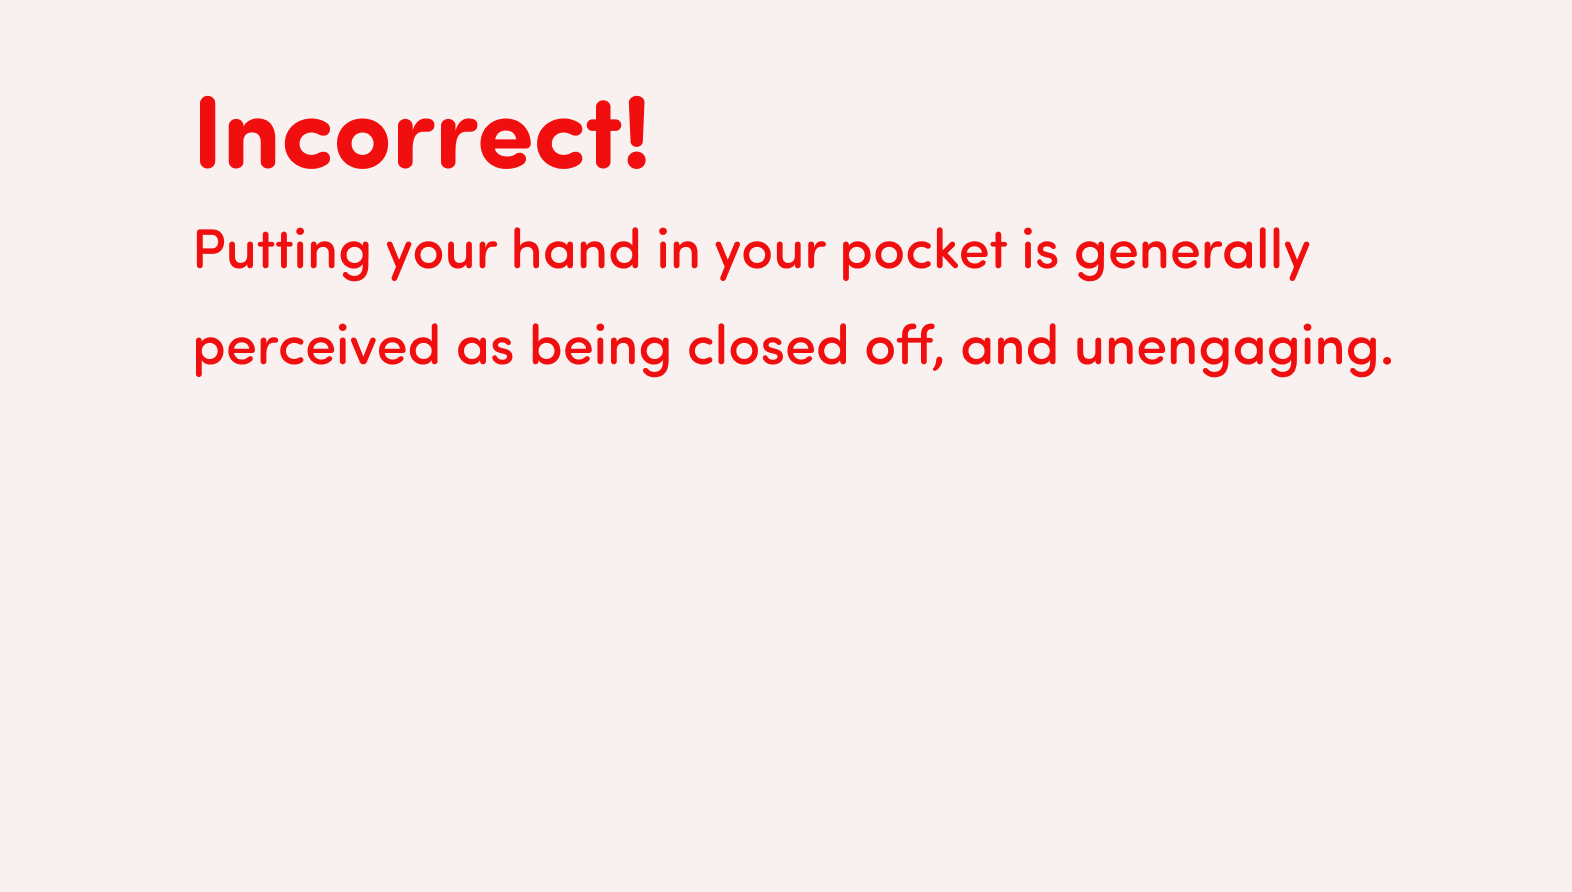 Incorrect!
Putting your hand in your pocket is generally
perceived as being closed off, and unengaging.